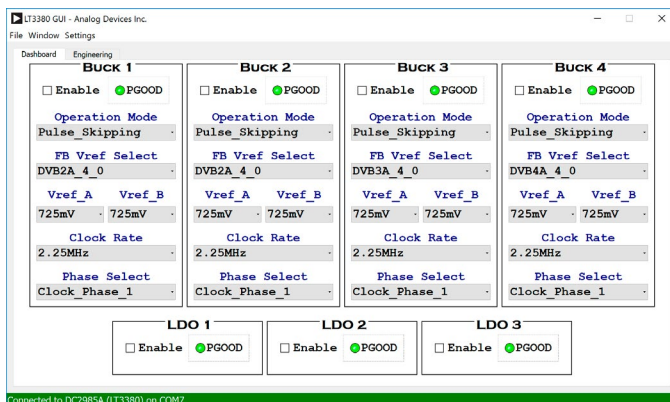 LT3380 GUI - Analog Devices Inc.
File Window Settings
Dashboard Engineering
BUCK 1 BUCK 2 BUCK 3 BUCK 4
Enable PGOOD Enable PGOOD Enable PGOOD Enable PGOOD
Operation Mode Operation Mode Operation Mode Operation Mode
Pulse_Skipping Pulse_Skipping Pulse_Skipping Pulse_Skipping
FB Vref Select FB Vref Select FB Vref Select FB Vref Select
DVB2A_4_0 DVB2A_4_0 DVB3A_4_0 DVB4A_4_0
Vref_A Vref_B Vref_A Vref_B Vref_A Vref_B Vref_A Vref_B
725mV 725mV 725mV 725mV 725mV 725mV 725mV 725mV
Clock Rate Clock Rate Clock Rate Clock Rate
2.25MHz 2.25MHz 2.25MHz 2.25MHz
Phase Select Phase Select Phase Select Phase Select
Clock_Phase_1 Clock_Phase_1 Clock_Phase_1 Clock_Phase_1
LDO 1 LDO 2 LDO 3
Enable PGOOD Enable PGOOD Enable PGOOD
Connected to DC2985A (LT3380) on COM7